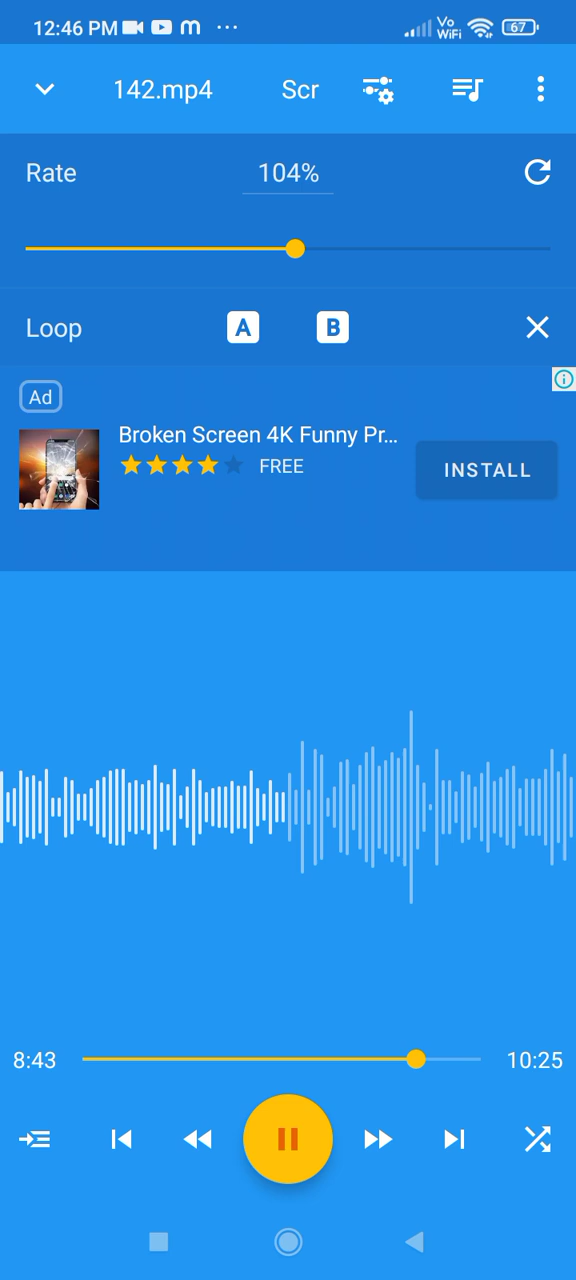 12:46 PM Vo WiFi 67
142.mp4 Scr
Rate 104%
Loop A B
Ad
Broken Screen 4K Funny Pr...
FREE
INSTALL
8:43 10:25